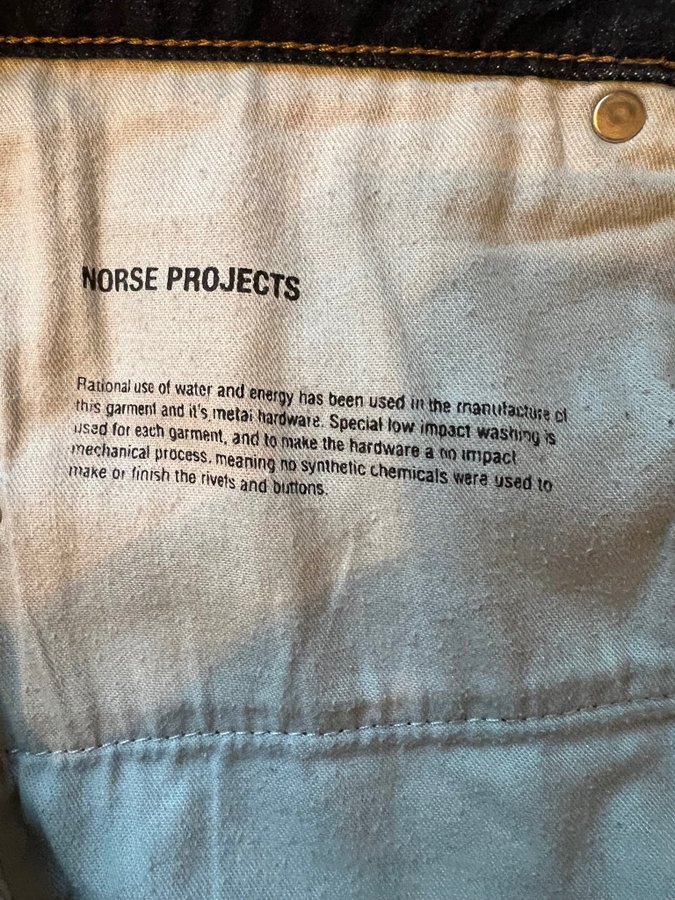 NORSE PROJECTS
Rational use of water and energy has been used in the manufacture of
this garment and it's metal hardware. Special low impact washing is
used for each garment, and to make the hardware a no impact
mechanical process, meaning no synthetic chemicals were used to
make or finish the rivets and buttons.